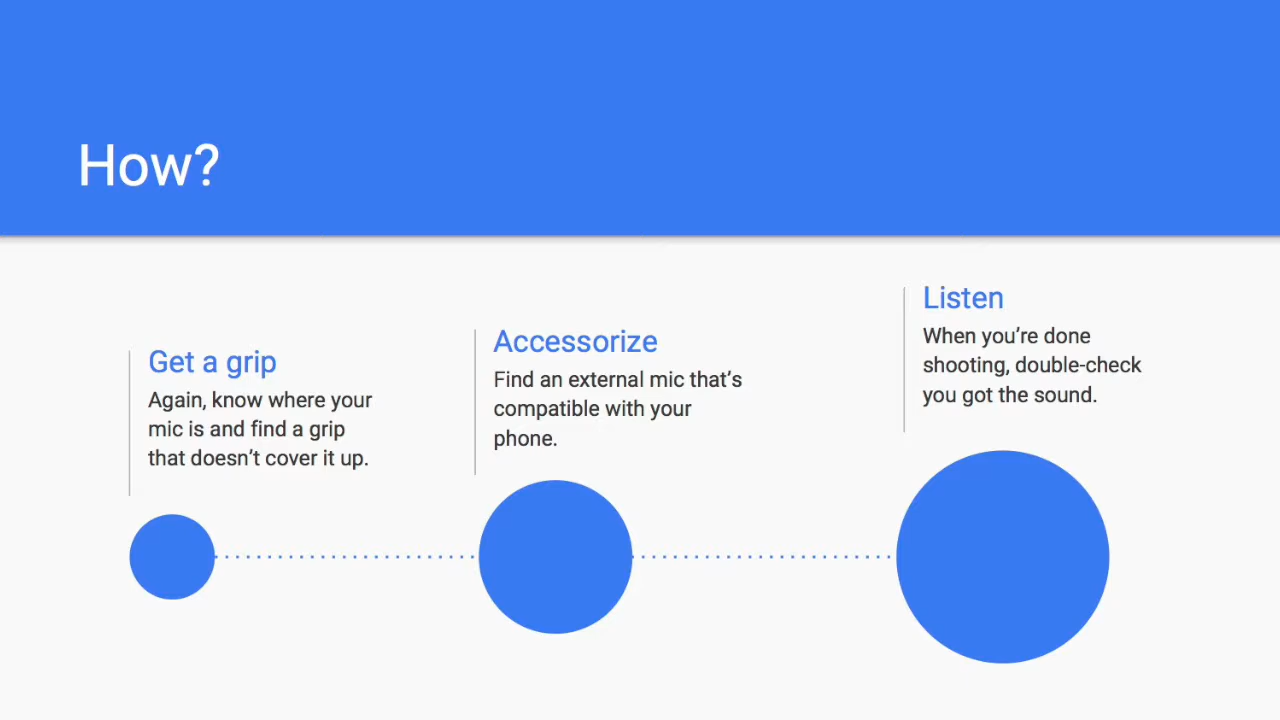 How?
Get a grip
Again, know where your
mic is and find a grip
that doesn’t cover it up.
Accessorize
Find an external mic that’s
compatible with your
phone.
Listen
When you’re done
shooting, double-check
you got the sound.